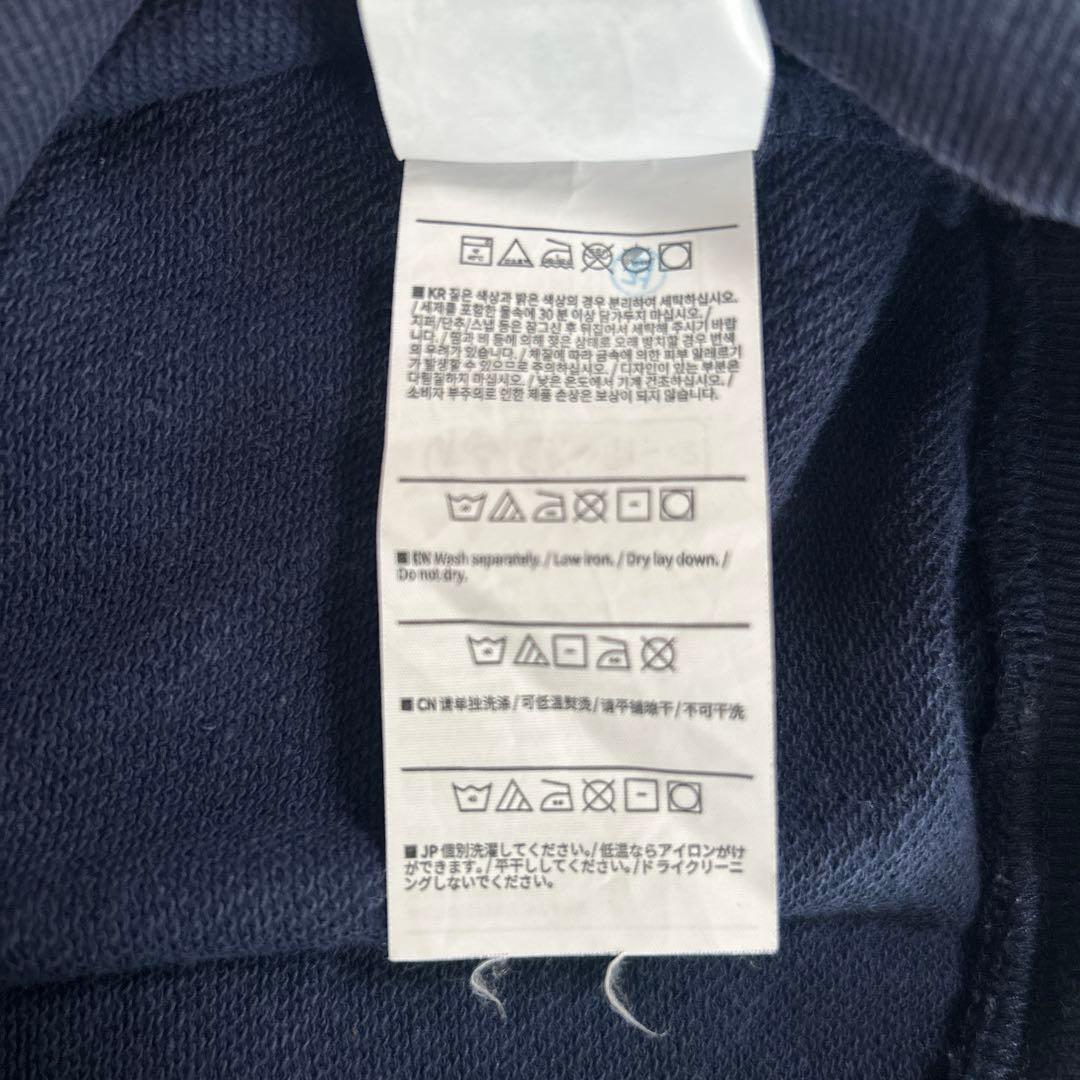 ■ KR 짙은 색상과 밝은 색상의 경우 분리하여 세탁하십시오.
/ 세제를 포함한 물속에 30 분 이상 담가두지 마십시오. /
지퍼/단추/스냅 등은 잠그신 후 뒤집어서 세탁해 주시기 바랍
니다. / 땀과 비 등에 의해 젖은 상태로 오래 방치할 경우 변색
의 우려가 있습니다. / 체질에 따라 금속에 의한 피부 알레르기
가 발생할 수 있으므로 주의하십시오. / 디자인이 있는 부분은
다림질하지 마십시오. / 낮은 온도에서 기계 건조하십시오. /
소비자 부주의로 인한 제품 손상은 보상이 되지 않습니다.
■ EN Wash separately. / Low iron. / Dry lay down. /
Do not dry.
■ CN 请单独洗涤/可低温熨烫/请平铺晾干/不可干洗
■ JP 個別洗濯してください。/低温ならアイロンがけ
ができます。/平干ししてください。/ドライクリーニ
ングしないでください。